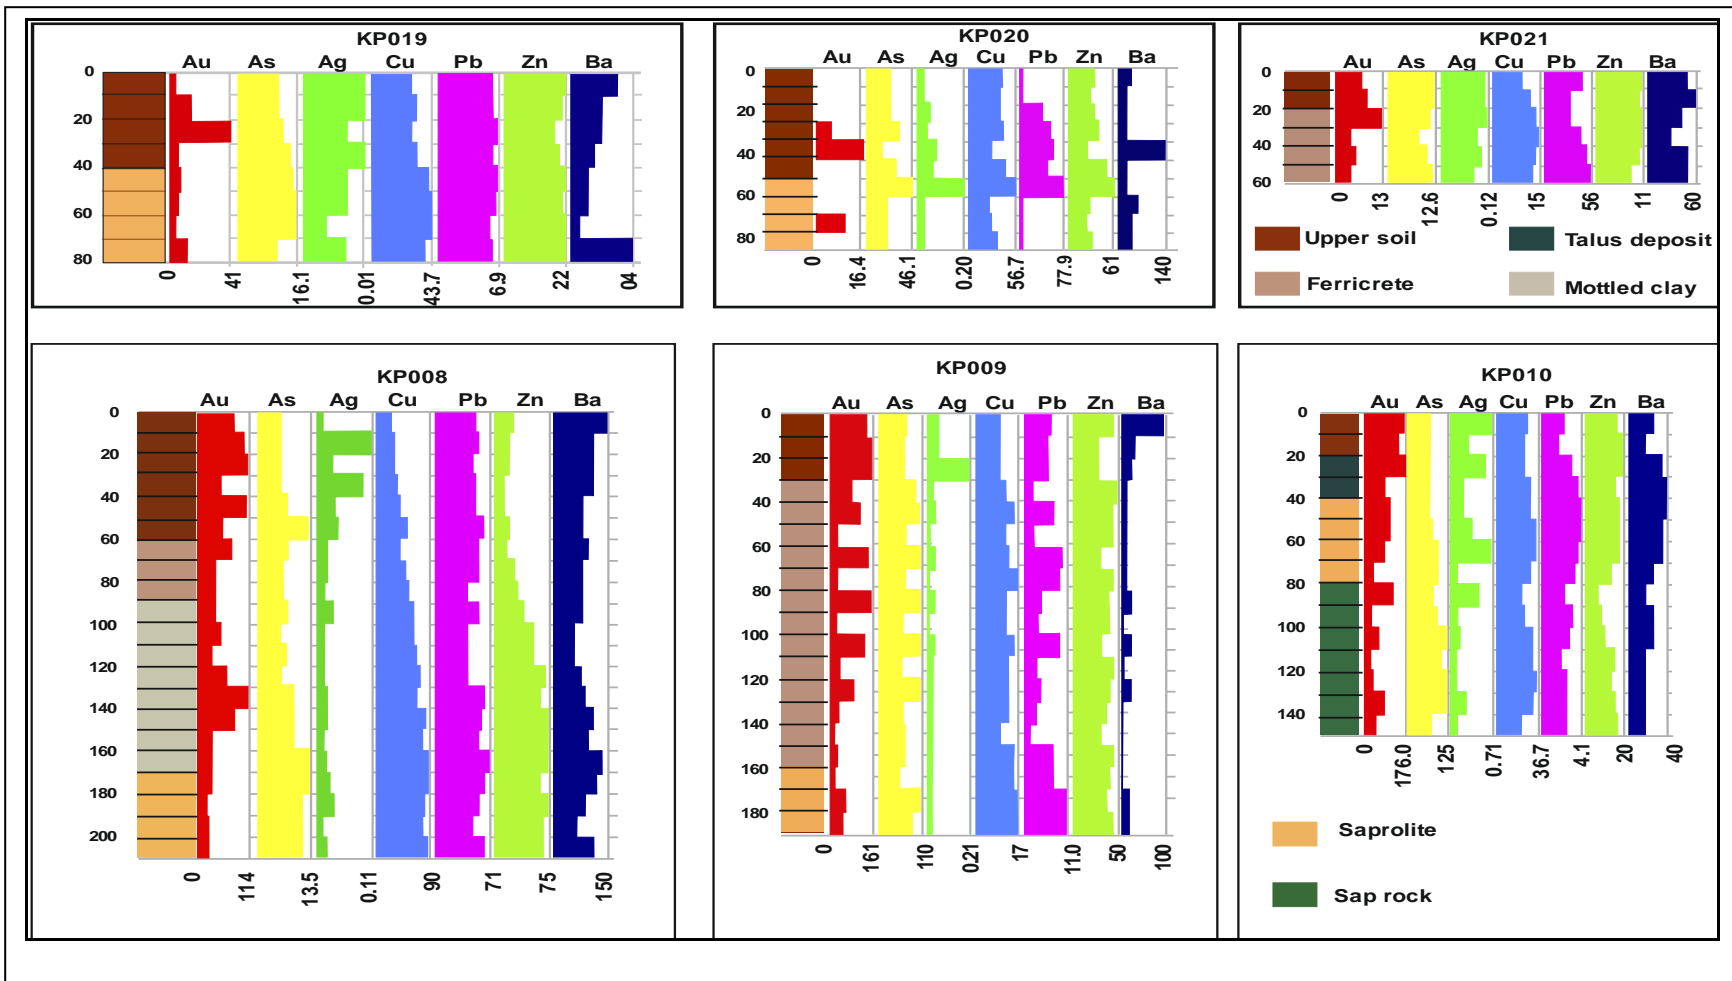 KP019
Au As Ag Cu Pb Zn Ba
0
20
40
60
80
0 41 16.1 0.01 43.7 6.9 22 04
KP020
Au As Ag Cu Pb Zn Ba
0
20
40
60
80
0 16.4 46.1 0.20 56.7 77.9 61 140
KP021
Au As Ag Cu Pb Zn Ba
0
20
40
60
0 13 12.6 0.12 15 56 11 60
Upper soil Talus deposit
Ferricrete Mottled clay
KP008
Au As Ag Cu Pb Zn Ba
0
20
40
60
80
100
120
140
160
180
200
0 114 13.5 0.11 90 71 75 150
KP009
Au As Ag Cu Pb Zn Ba
0
20
40
60
80
100
120
140
160
180
0 161 110 0.21 17 11.0 50 100
KP010
Au As Ag Cu Pb Zn Ba
0
20
40
60
80
100
120
140
0 176.0 125 0.71 36.7 4.1 20 40
Saprolite
Sap rock